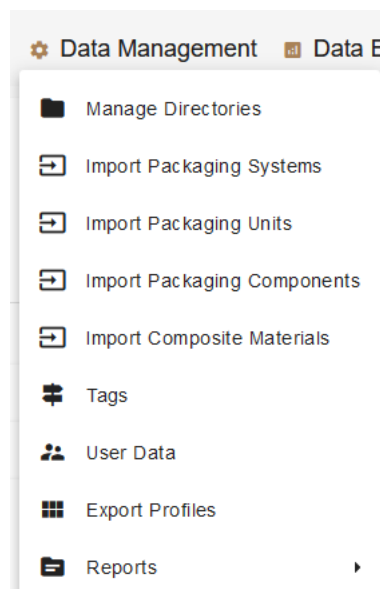 Data Management Data E
Manage Directories
Import Packaging Systems
Import Packaging Units
Import Packaging Components
Import Composite Materials
Tags
User Data
Export Profiles
Reports